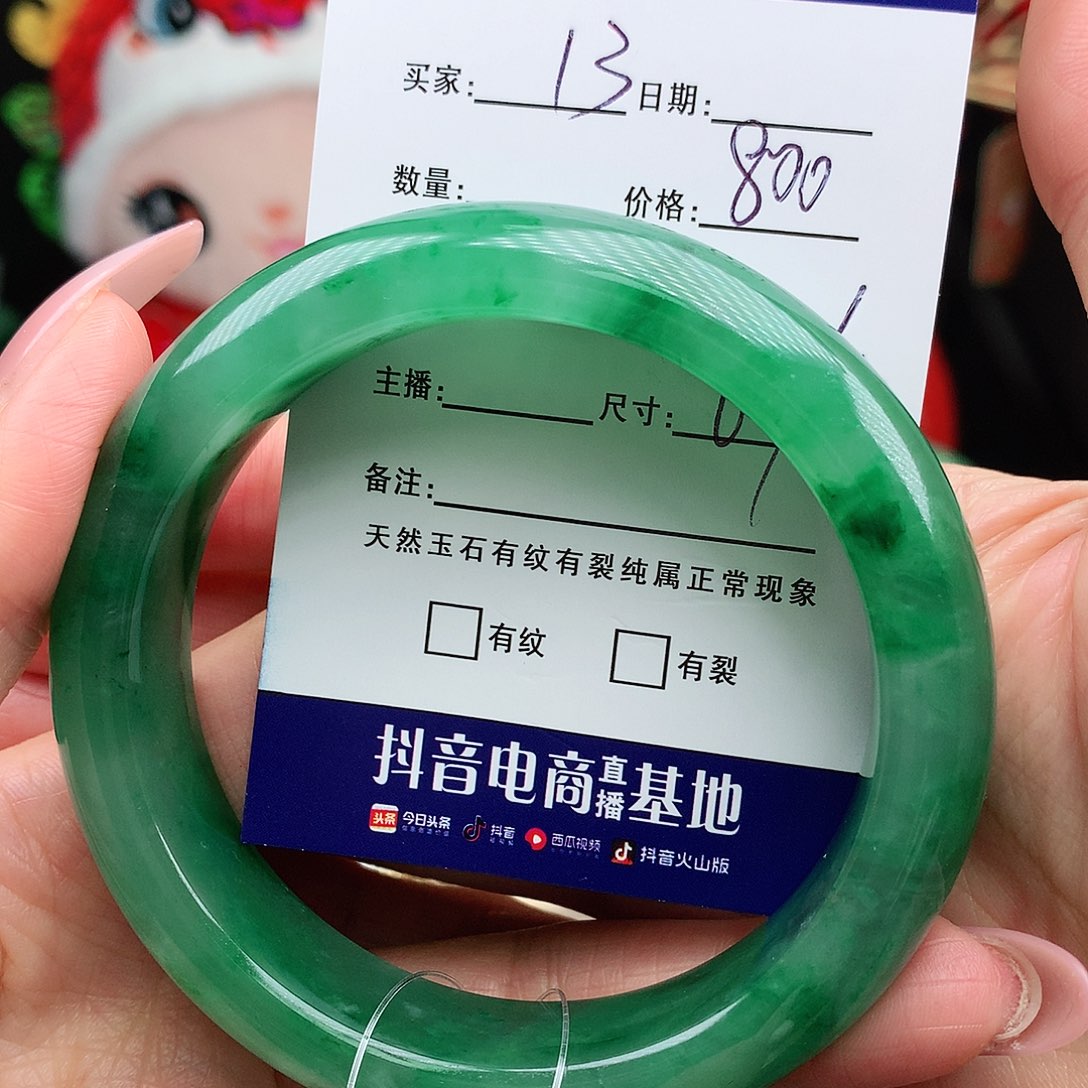 买家: 13 日期:
数量: 价格: 800
主播: 尺寸:
备注:
天然玉石有纹有裂纯属正常现象
有纹 有裂
抖音电商直播基地
头条 今日头条 抖音 西瓜视频 抖音火山版